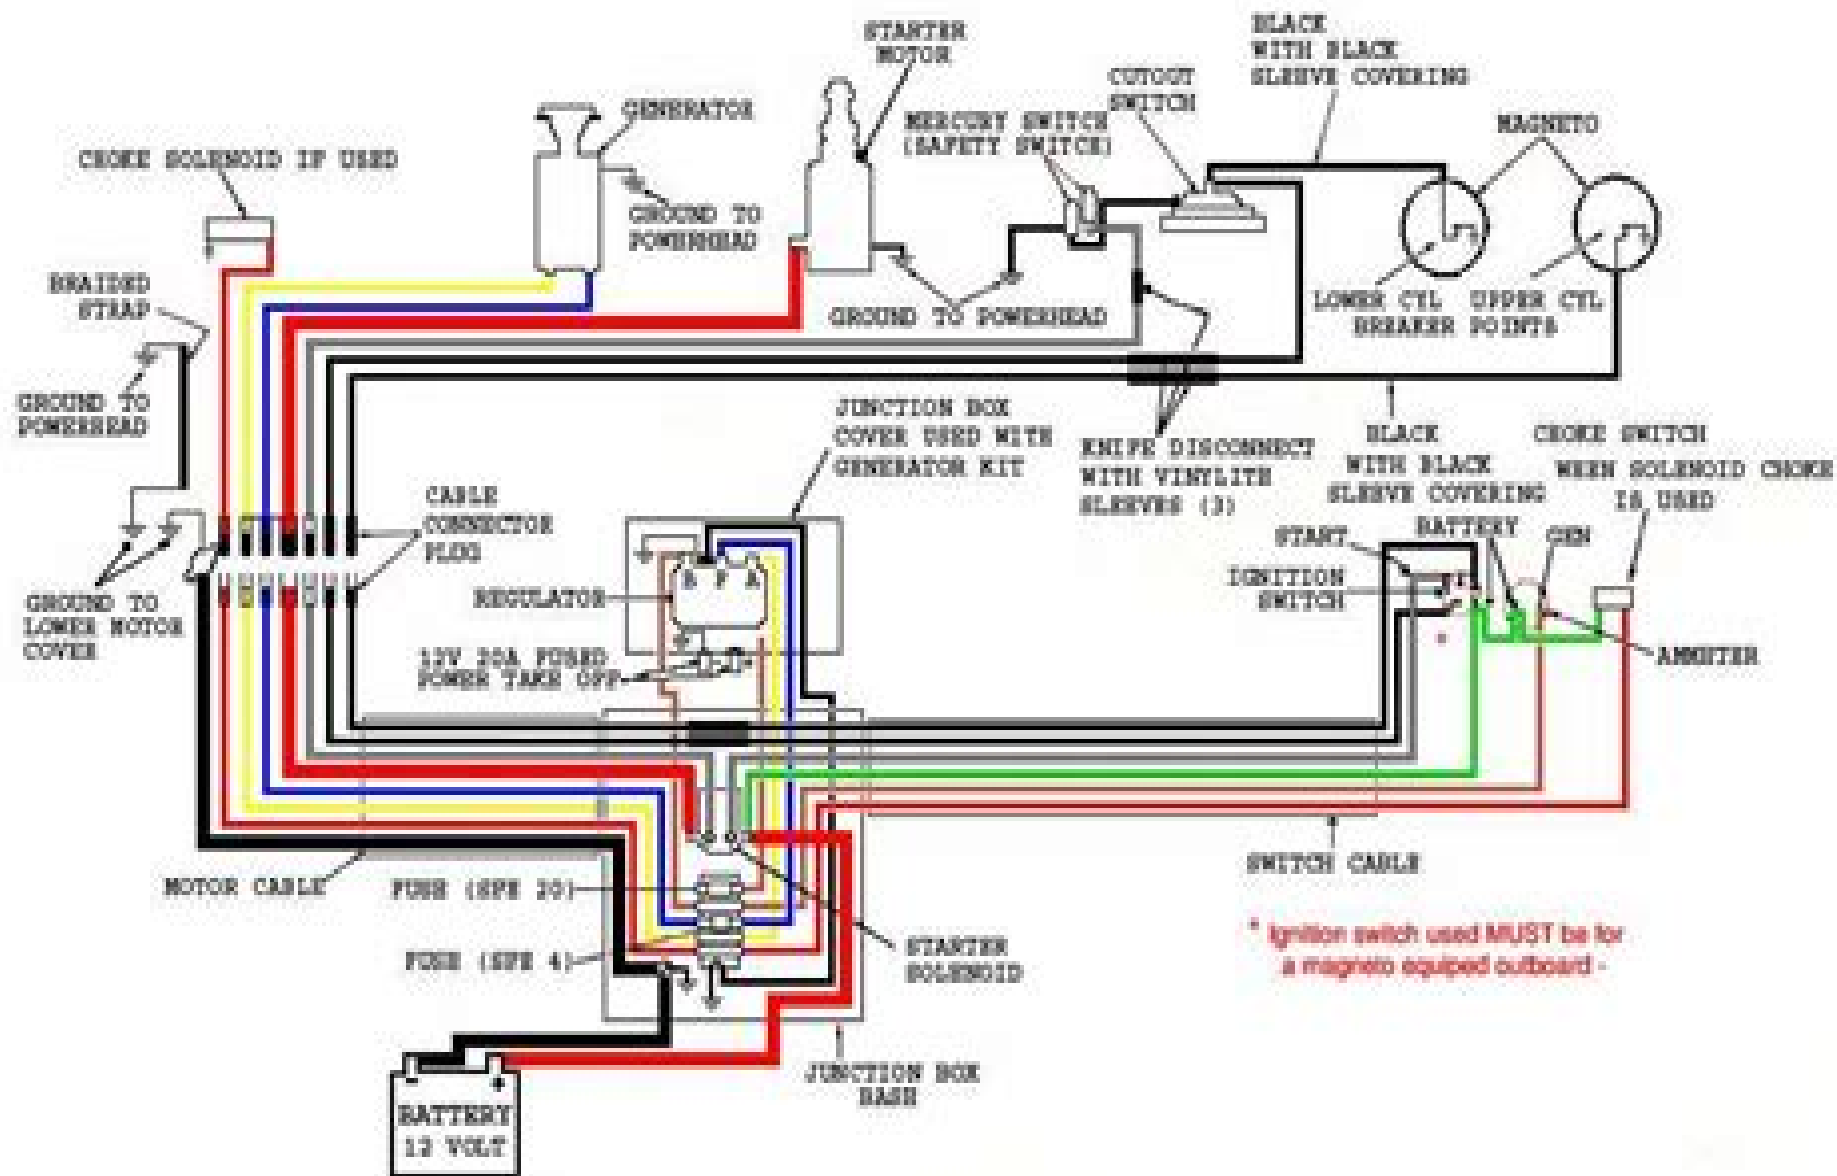 STARTER
MOTOR
BLACK
WITH BLACK
SLEEVE COVERING
CUTOUT
SWITCH
GENERATOR
MERCURY SWITCH
(SAFETY SWITCH)
MAGNETO
CHOKE SOLENOID IF USED
GROUND TO
POWERHEAD
BRAIDED
STRAP
GROUND TO POWERHEAD
LOWER CYL UPPER CYL
BREAKER POINTS
GROUND TO
POWERHEAD
JUNCTION BOX
COVER USED WITH
GENERATOR KIT
KNIFE DISCONNECT
WITH VINYLITE
SLEEVES (3)
BLACK
WITH BLACK
SLEEVE COVERING
CHOKE SWITCH
WHEN SOLENOID CHOKE
IS USED
CABLE
CONNECTOR
PLUG
START
BATTERY
GEN
IGNITION
SWITCH
B F A
REGULATOR
GROUND TO
LOWER MOTOR
COVER
12V 20A FUSED
POWER TAKE OFF
*
AMMETER
MOTOR CABLE
FUSE (SFE 20)
SWITCH CABLE
FUSE (SFE 4)
STARTER
SOLENOID
* Ignition switch used MUST be for
a magneto equiped outboard -
JUNCTION BOX
BASE
- +
BATTERY
12 VOLT